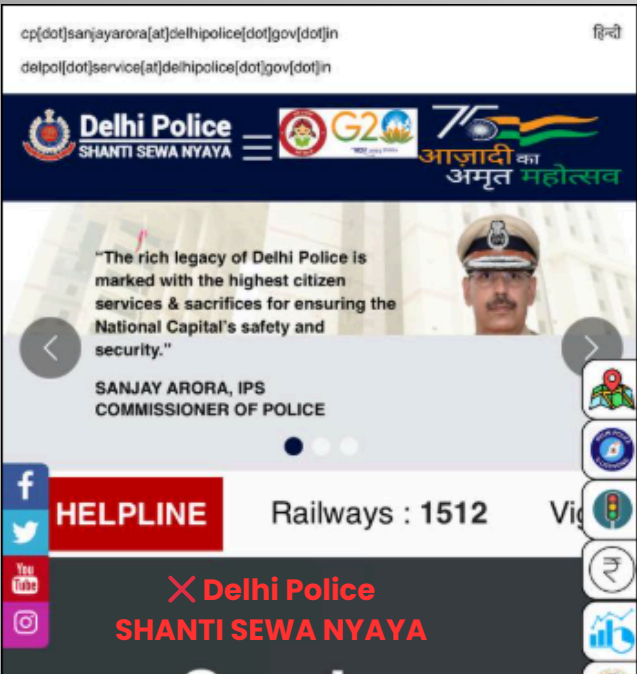 cp[dot]sanjayarora[at]delhipolice[dot]gov[dot]in
हिन्दी
delpol[dot]service[at]delhipolice[dot]gov[dot]in
Delhi Police
SHANTI SEWA NYAYA
G20
75
आज़ादी का
अमृत महोत्सव
"The rich legacy of Delhi Police is
marked with the highest citizen
services & sacrifices for ensuring the
National Capital's safety and
security."
SANJAY ARORA, IPS
COMMISSIONER OF POLICE
HELPLINE
Railways : 1512
You
Tube
Delhi Police
SHANTI SEWA NYAYA